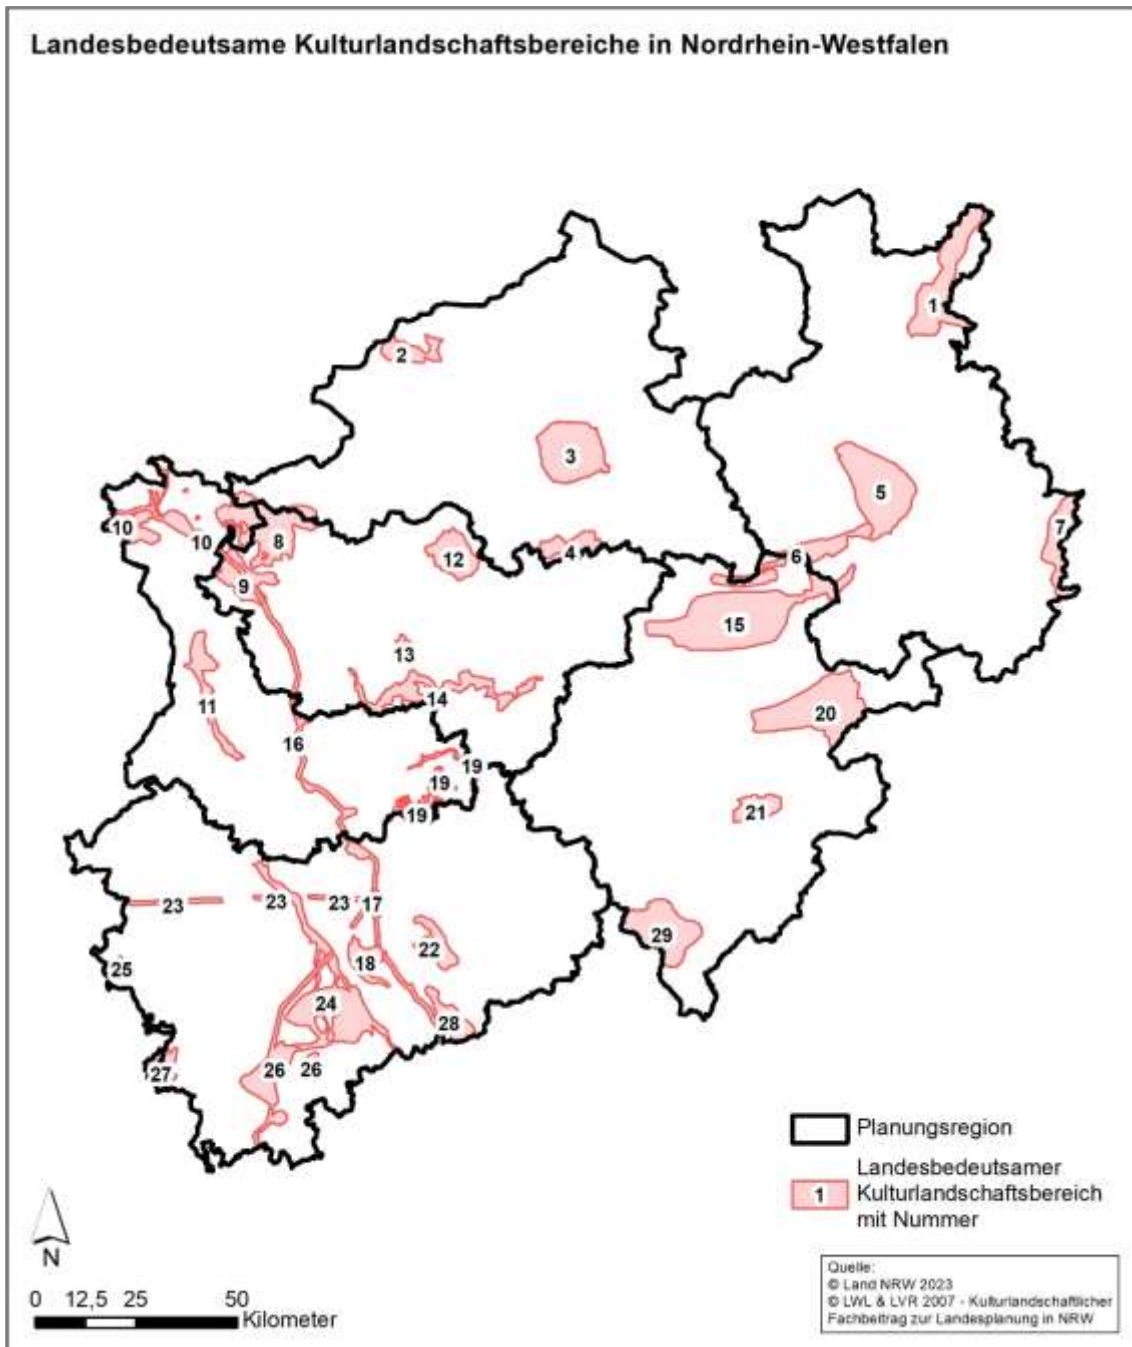 Landesbedeutsame Kulturlandschaftsbereiche in Nordrhein-Westfalen
1
2
3
5
10
10
8
12
4
6
7
9
15
13
14
11
20
16
19
19
19
21
23
23
23
17
22
29
25
18
24
28
27
26
26
Planungsregion
Landesbedeutsamer
1 Kulturlandschaftsbereich
mit Nummer
N
0 12,5 25 50
Kilometer
Quelle:
© Land NRW 2023
© LWL & LVR 2007 - Kulturlandschaftlicher
Fachbeitrag zur Landesplanung in NRW